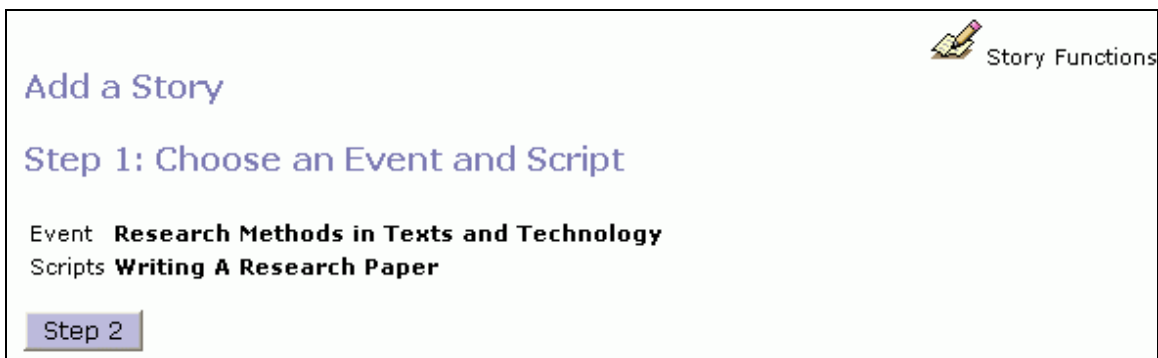 Story Functions
Add a Story
Step 1: Choose an Event and Script
Event Research Methods in Texts and Technology
Scripts Writing A Research Paper
Step 2